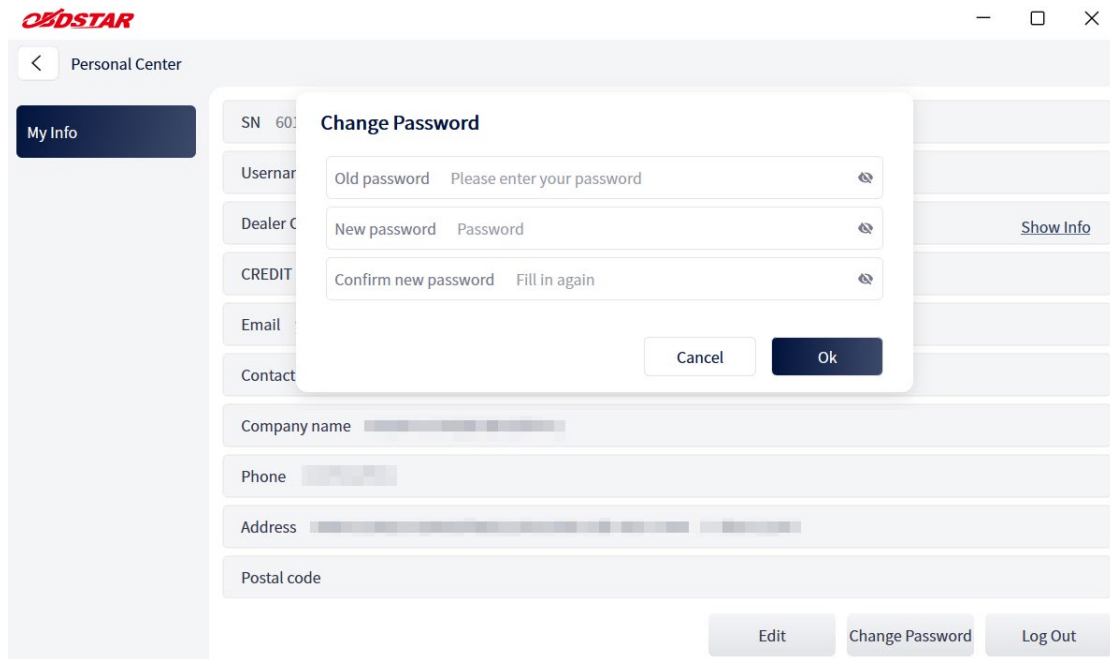 OBDSTAR
Personal Center
My Info
SN 601
Usernar
Dealer C
Show Info
CREDIT
Email
Contact
Change Password
Old password Please enter your password
New password Password
Confirm new password Fill in again
Cancel Ok
Company name
Phone
Address
Postal code
Edit Change Password Log Out